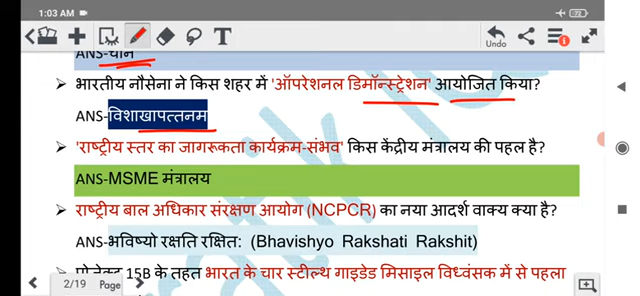 1:03 AM
72
Undo
ANS-चीन
➤ भारतीय नौसेना ने किस शहर में 'ऑपरेशनल डिमॉन्स्ट्रेशन' आयोजित किया?
ANS-विशाखापत्तनम
➤ 'राष्ट्रीय स्तर का जागरूकता कार्यक्रम-संभव' किस केंद्रीय मंत्रालय की पहल है?
ANS-MSME मंत्रालय
➤ राष्ट्रीय बाल अधिकार संरक्षण आयोग (NCPCR) का नया आदर्श वाक्य क्या है?
ANS-भविष्यो रक्षति रक्षित: (Bhavishyo Rakshati Rakshit)
➤ प्रोजेक्ट 15B के तहत भारत के चार स्टील्थ गाइडेड मिसाइल विध्वंसक में से पहला
2/19 Page